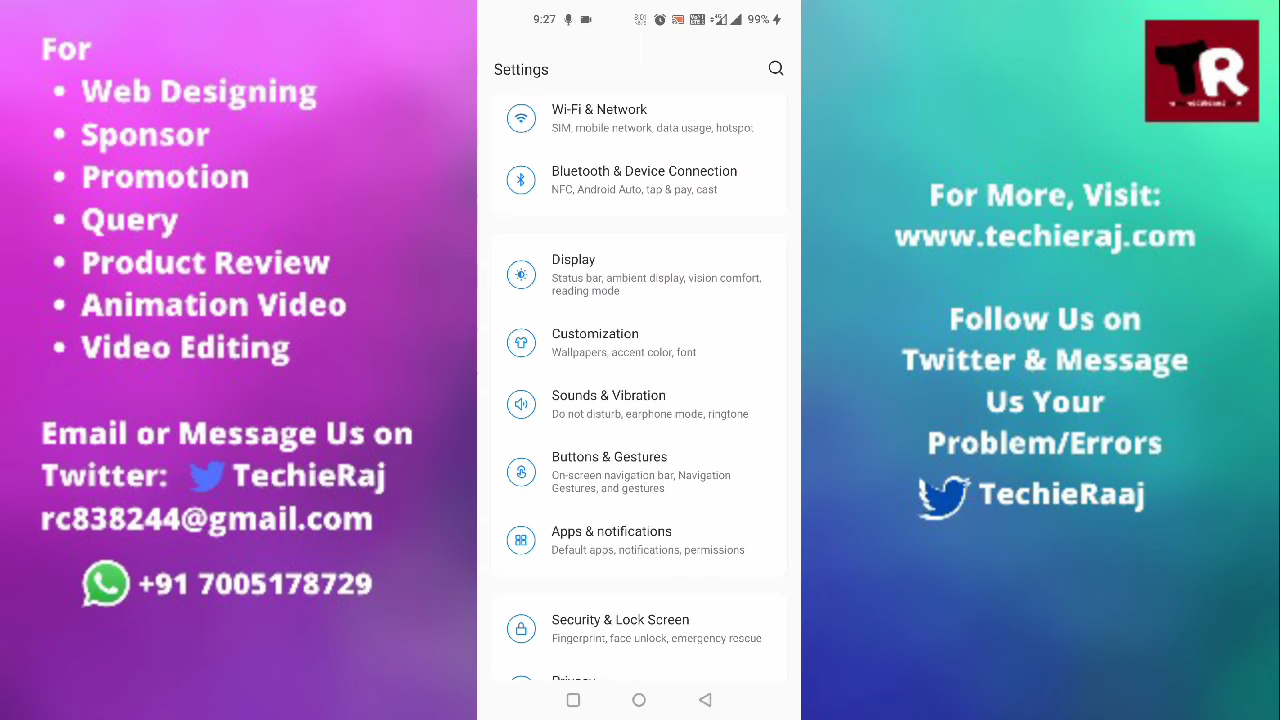 For
• Web Designing
• Sponsor
• Promotion
• Query
• Product Review
• Animation Video
• Video Editing
Email or Message Us on
Twitter: TechieRaj
rc838244@gmail.com
+91 7005178729
9:27
99%
Settings
Wi-Fi & Network
SIM, mobile network, data usage, hotspot
Bluetooth & Device Connection
NFC, Android Auto, tap & pay, cast
Display
Status bar, ambient display, vision comfort,
reading mode
Customization
Wallpapers, accent color, font
Sounds & Vibration
Do not disturb, earphone mode, ringtone
Buttons & Gestures
On-screen navigation bar, Navigation
Gestures, and gestures
Apps & notifications
Default apps, notifications, permissions
Security & Lock Screen
Fingerprint, face unlock, emergency rescue
Privacy
TR
For More, Visit:
www.techieraj.com
Follow Us on
Twitter & Message
Us Your
Problem/Errors
TechieRaaj